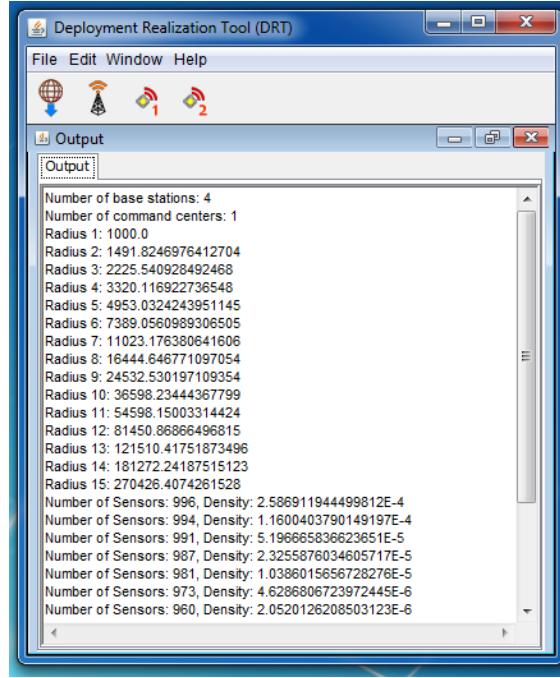 Deployment Realization Tool (DRT)
File Edit Window Help
1 2
Output
Output
Number of base stations: 4
Number of command centers: 1
Radius 1: 1000.0
Radius 2: 1491.8246976412704
Radius 3: 2225.540928492468
Radius 4: 3320.116922736548
Radius 5: 4953.0324243951145
Radius 6: 7389.0560989306505
Radius 7: 11023.176380641606
Radius 8: 16444.646771097054
Radius 9: 24532.530197109354
Radius 10: 36598.23444367799
Radius 11: 54598.15003314424
Radius 12: 81450.86866496815
Radius 13: 121510.41751873496
Radius 14: 181272.24187515123
Radius 15: 270426.4074261528
Number of Sensors: 996, Density: 2.586911944499812E-4
Number of Sensors: 994, Density: 1.1600403790149197E-4
Number of Sensors: 991, Density: 5.196665836623651E-5
Number of Sensors: 987, Density: 2.3255876034605717E-5
Number of Sensors: 981, Density: 1.0386015656728276E-5
Number of Sensors: 973, Density: 4.6286806723972445E-6
Number of Sensors: 960, Density: 2.0520126208503123E-6